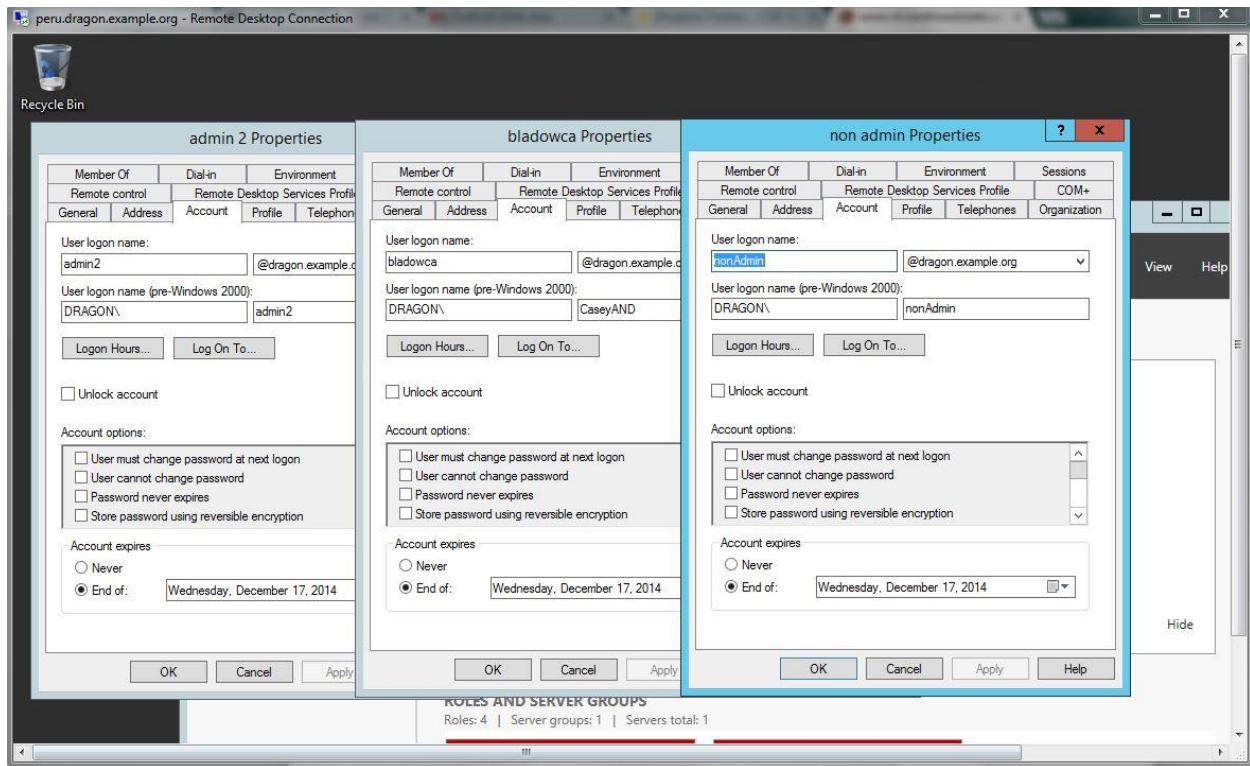 peru.dragon.example.org - Remote Desktop Connection
Recycle Bin
admin 2 Properties
Member Of Dial-in Environment
Remote control Remote Desktop Services Profile
General Address Account Profile Telephon
User logon name:
admin2 @dragon.example.o
User logon name (pre-Windows 2000):
DRAGON\ admin2
Logon Hours... Log On To...
Unlock account
Account options:
User must change password at next logon
User cannot change password
Password never expires
Store password using reversible encryption
Account expires
Never
End of: Wednesday, December 17, 2014
OK Cancel Apply
bladowca Properties
Member Of Dial-in Environment
Remote control Remote Desktop Services Profile
General Address Account Profile Telephon
User logon name:
bladowca @dragon.example.o
User logon name (pre-Windows 2000):
DRAGON\ CaseyAND
Logon Hours... Log On To...
Unlock account
Account options:
User must change password at next logon
User cannot change password
Password never expires
Store password using reversible encryption
Account expires
Never
End of: Wednesday, December 17, 2014
OK Cancel Apply
non admin Properties
Member Of Dial-in Environment Sessions
Remote control Remote Desktop Services Profile COM+
General Address Account Profile Telephones Organization
User logon name:
nonAdmin @dragon.example.org
User logon name (pre-Windows 2000):
DRAGON\ nonAdmin
Logon Hours... Log On To...
Unlock account
Account options:
User must change password at next logon
User cannot change password
Password never expires
Store password using reversible encryption
Account expires
Never
End of: Wednesday, December 17, 2014
OK Cancel Apply Help
View Help
Hide
ROLES AND SERVER GROUPS
Roles: 4 | Server groups: 1 | Servers total: 1